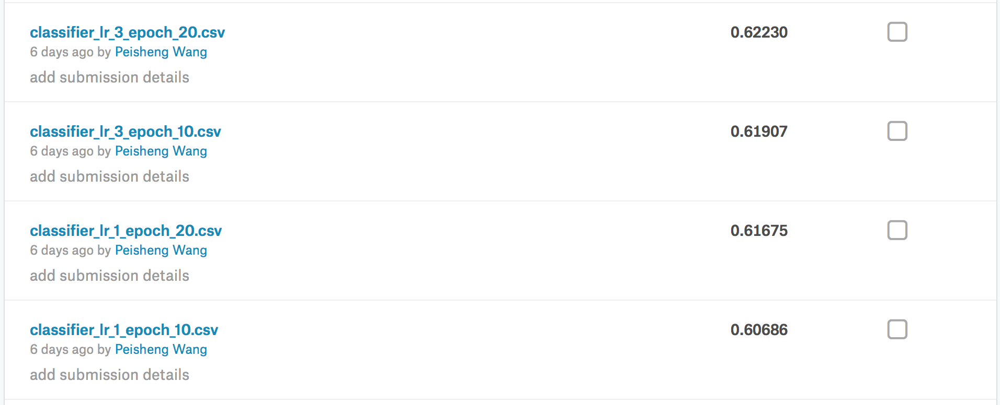 classifier_lr_3_epoch_20.csv 0.62230
6 days ago by Peisheng Wang
add submission details
classifier_lr_3_epoch_10.csv 0.61907
6 days ago by Peisheng Wang
add submission details
classifier_lr_1_epoch_20.csv 0.61675
6 days ago by Peisheng Wang
add submission details
classifier_lr_1_epoch_10.csv 0.60686
6 days ago by Peisheng Wang
add submission details